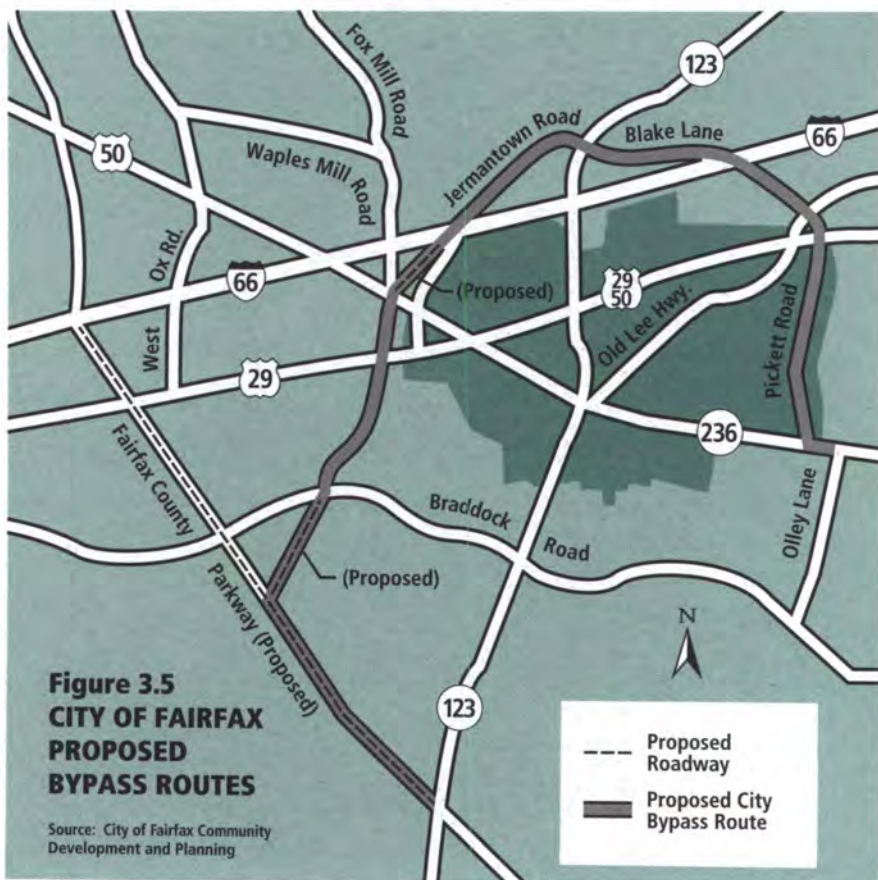 Fox Mill Road
123
Jermantown Road
Blake Lane
66
50
Waples Mill Road
West Ox Rd.
66
(Proposed)
29
50
Old Lee Hwy.
Pickett Road
29
236
Fairfax County Parkway (Proposed)
Braddock Road
Olley Lane
(Proposed)
N
123
Figure 3.5
CITY OF FAIRFAX
PROPOSED
BYPASS ROUTES
Source: City of Fairfax Community
Development and Planning
Proposed
Roadway
Proposed City
Bypass Route